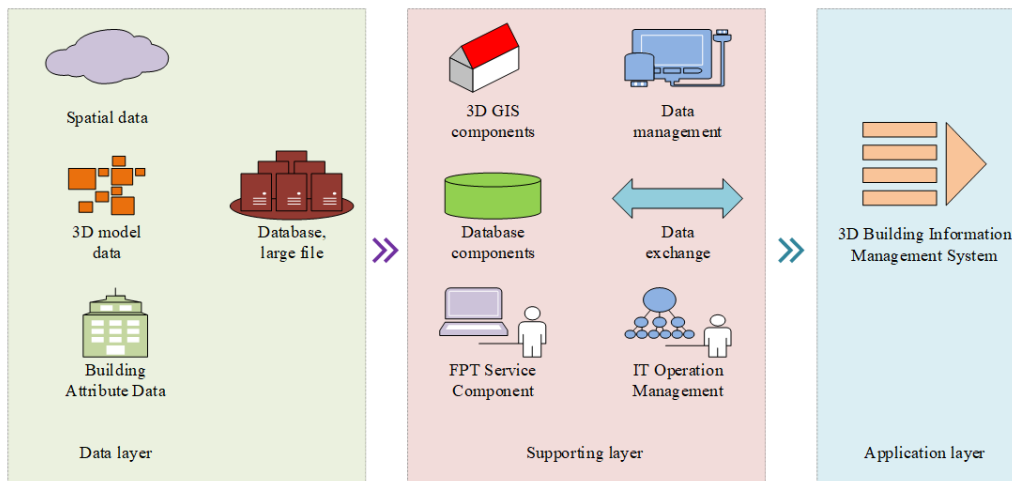 Spatial data
3D model
data
Database,
large file
Building
Attribute Data
Data layer
3D GIS
components
Data
management
Database
components
Data
exchange
FPT Service
Component
IT Operation
Management
Supporting layer
3D Building Information
Management System
Application layer